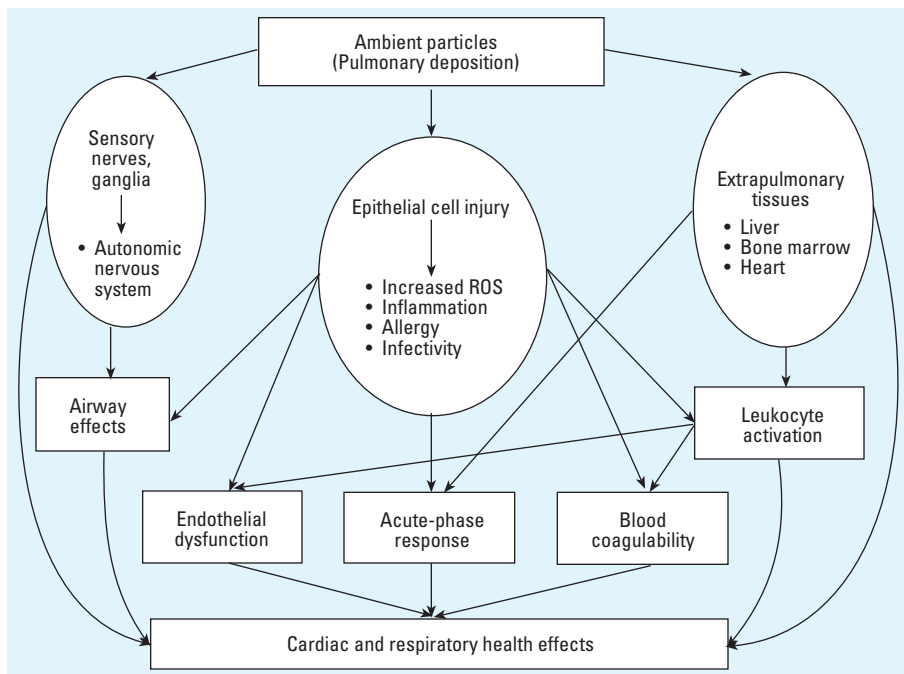 Ambient particles
(Pulmonary deposition)
Sensory
nerves,
ganglia
• Autonomic
nervous
system
Epithelial cell injury
• Increased ROS
• Inflammation
• Allergy
• Infectivity
Extrapulmonary
tissues
• Liver
• Bone marrow
• Heart
Airway
effects
Leukocyte
activation
Endothelial
dysfunction
Acute-phase
response
Blood
coagulability
Cardiac and respiratory health effects